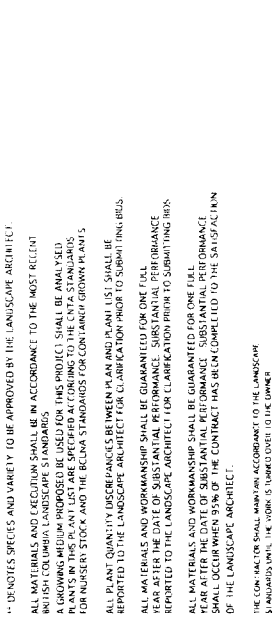 ** DENOTES SPECIES AND VARIETY TO BE APPROVED BY THE LANDSCAPE ARCHITECT.
ALL MATERIALS AND EXECUTION SHALL BE IN ACCORDANCE TO THE MOST RECENT
BRITISH COLUMBIA LANDSCAPE STANDARDS
A GROWING MEDIUM PROPOSED BE USED FOR THIS PROJECT SHALL BE ANALYSED
PLANTS IN THIS PLANT LIST ARE SPECIFIED ACCORDING TO THE CNTA STANDARDS
FOR NURSERY STOCK AND THE BCLNA STANDARDS FOR CONTAINER GROWN PLANTS
ALL PLANT QUANTITY DISCREPANCIES BETWEEN PLAN AND PLANT LIST SHALL BE
REPORTED TO THE LANDSCAPE ARCHITECT FOR CLARIFICATION PRIOR TO SUBMITTING BIDS.
ALL MATERIALS AND WORKMANSHIP SHALL BE GUARANTEED FOR ONE FULL
YEAR AFTER THE DATE OF SUBSTANTIAL PERFORMANCE. SUBSTANTIAL PERFORMANCE
REPORTED TO THE LANDSCAPE ARCHITECT FOR CLARIFICATION PRIOR TO SUBMITTING BIDS
ALL MATERIALS AND WORKMANSHIP SHALL BE GUARANTEED FOR ONE FULL
YEAR AFTER THE DATE OF SUBSTANTIAL PERFORMANCE SUBSTANTIAL PERFORMANCE
SHALL OCCUR WHEN 95% OF THE CONTRACT HAS BEEN COMPLETED TO THE SATISFACTION
OF THE LANDSCAPE ARCHITECT.
THE CONTRACTOR SHALL MAINTAIN ACCORDANCE TO THE LANDSCAPE
STANDARDS UNTIL THE WORK IS TURNED OVER TO THE OWNER